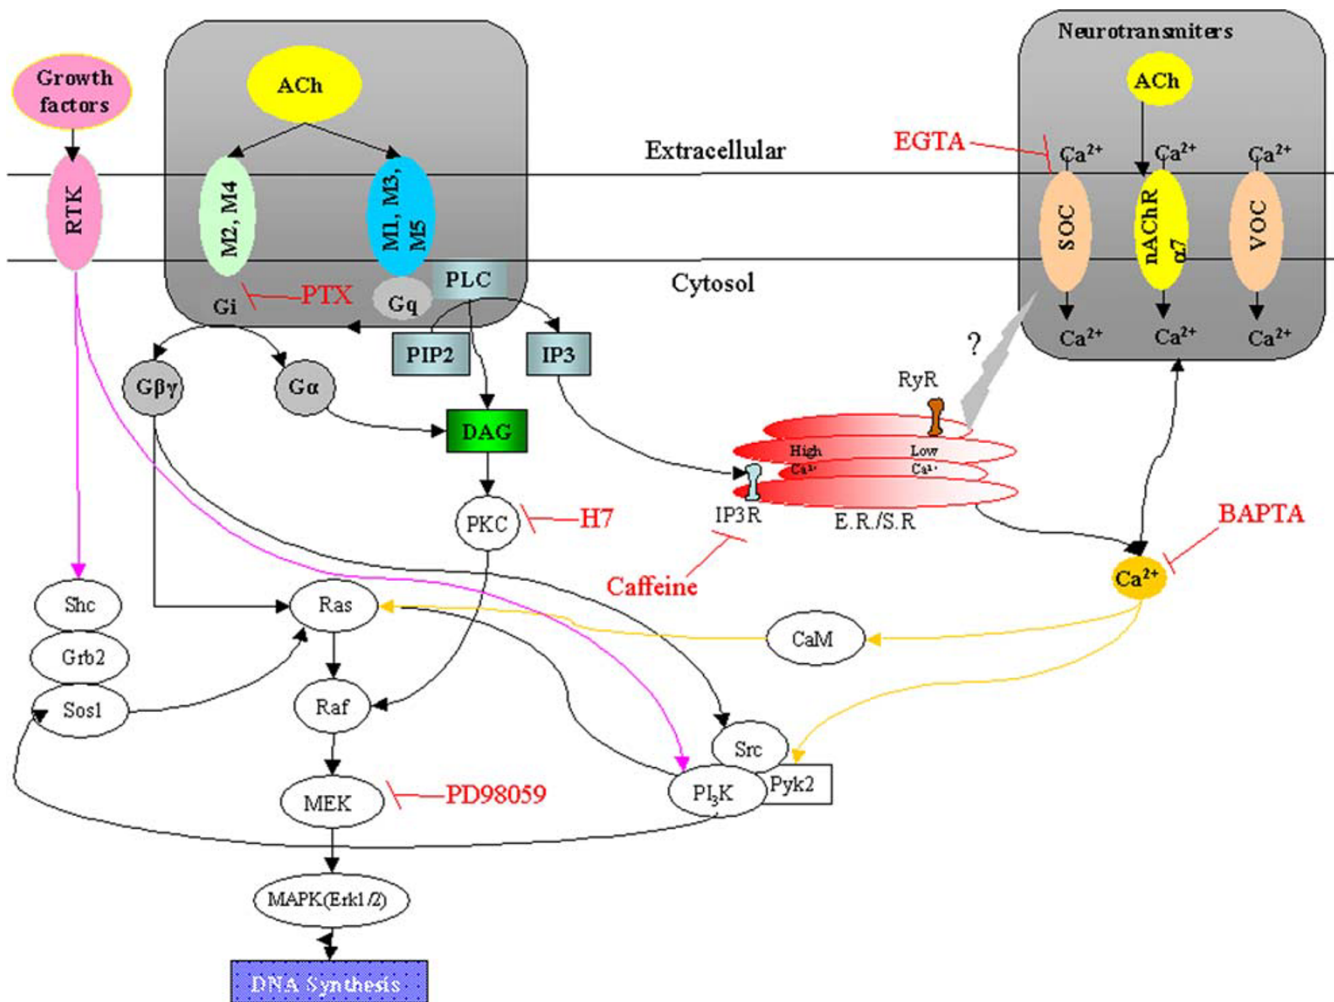 Neurotransmiters
Growth
factors
ACh
ACh
EGTA
Extracellular
Ca²⁺
Ca²⁺
Ca²⁺
RTK
M2, M4
M1, M3,
M5
SOC
nAChR
α7
VOC
Cytosol
PLC
PTX
Gi
Gq
PIP2
IP3
Ca²⁺
Ca²⁺
Ca²⁺
?
Gβγ
Gα
RyR
DAG
High
Ca²⁺
Low
Ca²⁺
IP3R
E.R./S.R
PKC
H7
BAPTA
Caffeine
Ca²⁺
Shc
Ras
CaM
Grb2
Sos1
Raf
Src
PI₃K
Pyk2
MEK
PD98059
MAPK(Erk1/2)
DNA Synthesis